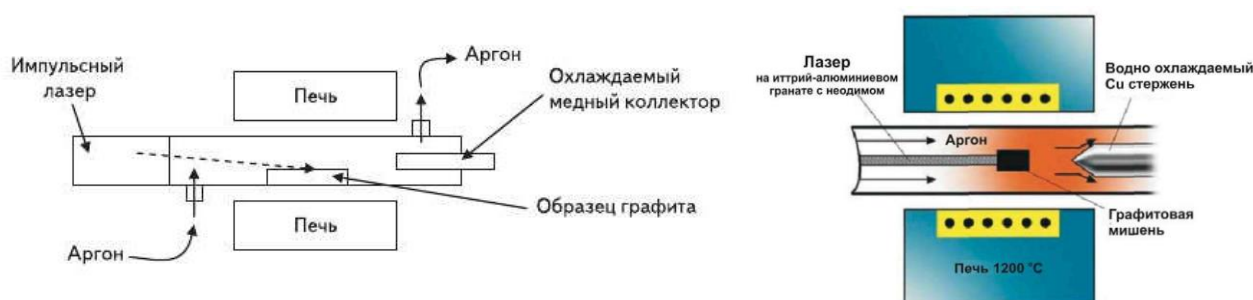 Импульсный
лазер
Печь
Аргон
Охлаждаемый
медный коллектор
Образец графита
Печь
Аргон
Лазер
на иттрий-алюминиевом
гранате с неодимом
Водно охлаждаемый
Cu стержень
Аргон
Графитовая
мишень
Печь 1200 °C